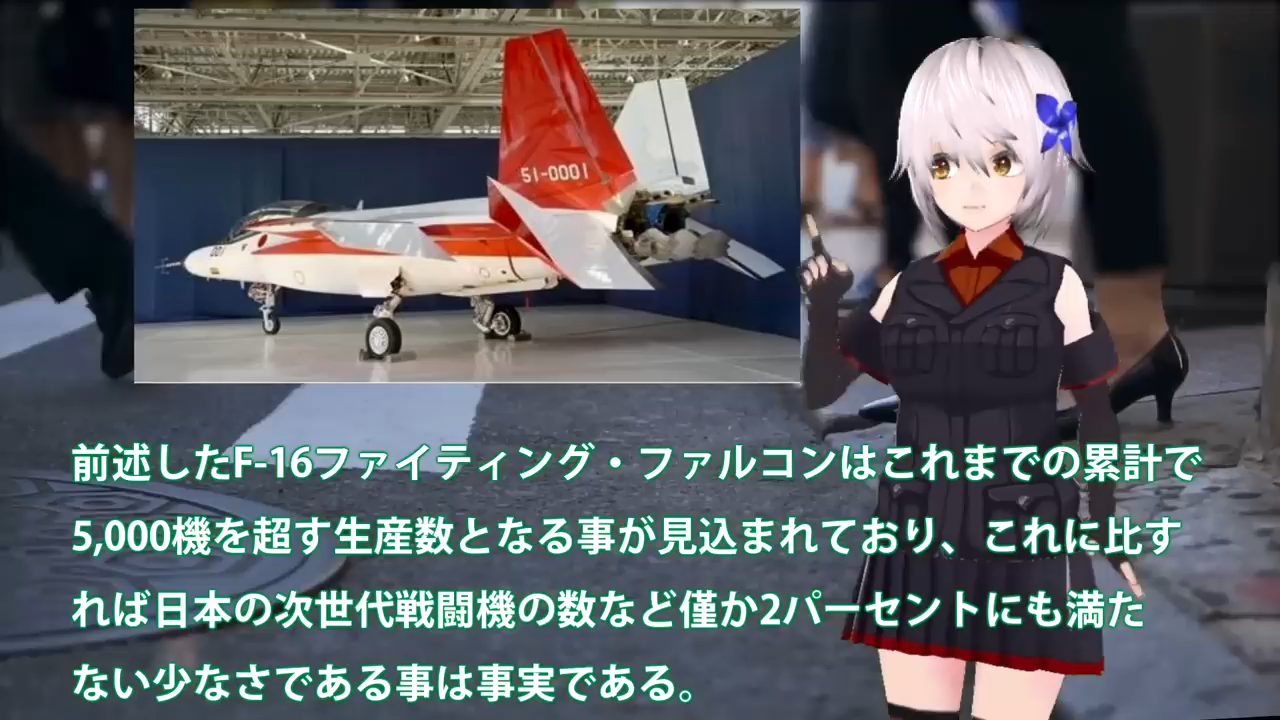 51-0001
001
前述したF-16ファイティング・ファルコンはこれまでの累計で
5,000機を超す生産数となる事が見込まれており、これに比す
れば日本の次世代戦闘機の数など僅か2パーセントにも満た
ない少なさである事は事実である。